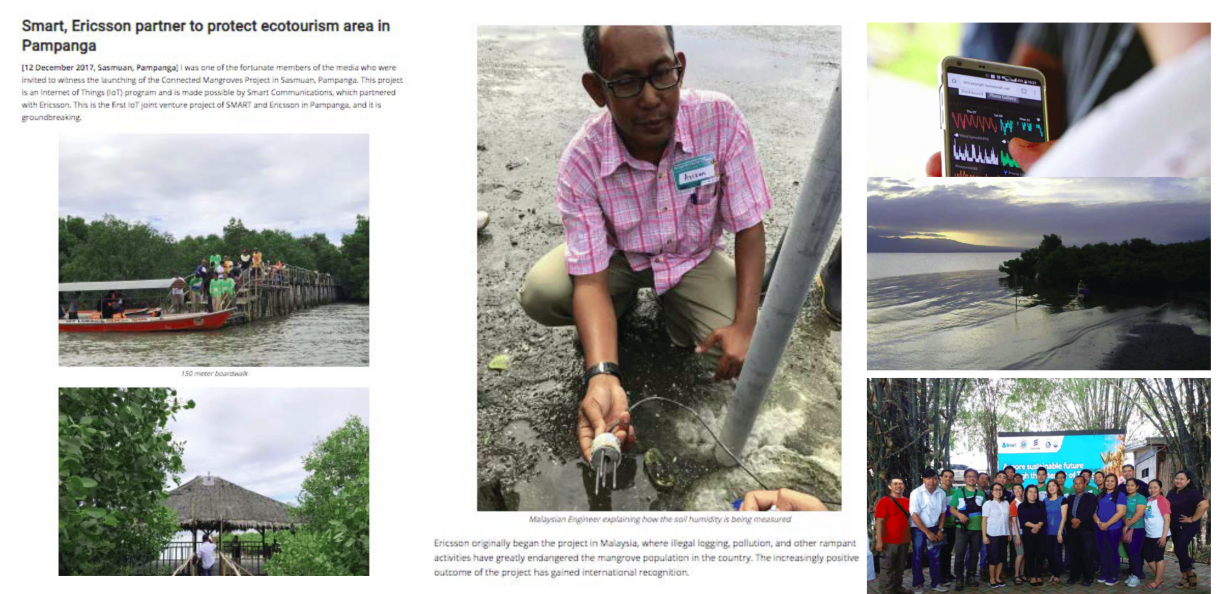 Smart, Ericsson partner to protect ecotourism area in
Pampanga
[12 December 2017, Sasmuan, Pampanga] I was one of the fortunate members of the media who were
invited to witness the launching of the Connected Mangroves Project in Sasmuan, Pampanga. This project
is an Internet of Things (IoT) program and is made possible by Smart Communications, which partnered
with Ericsson. This is the first IoT joint venture project of SMART and Ericsson in Pampanga, and it is
groundbreaking.
150 meter boardwalk
Malaysian Engineer explaining how the soil humidity is being measured
Ericsson originally began the project in Malaysia, where illegal logging, pollution, and other rampant
activities have greatly endangered the mangrove population in the country. The increasingly positive
outcome of the project has gained international recognition.
Smart
more sustainable future